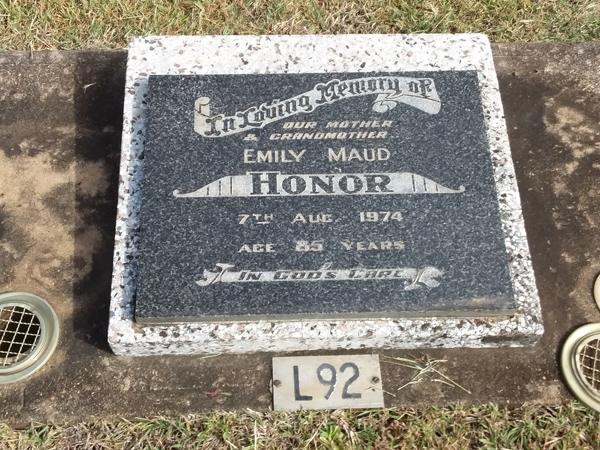 In Loving Memory of
OUR MOTHER
& GRANDMOTHER
EMILY MAUD
HONOR
7TH AUG. 1974
AGE 85 YEARS
IN GOD'S CARE
L92